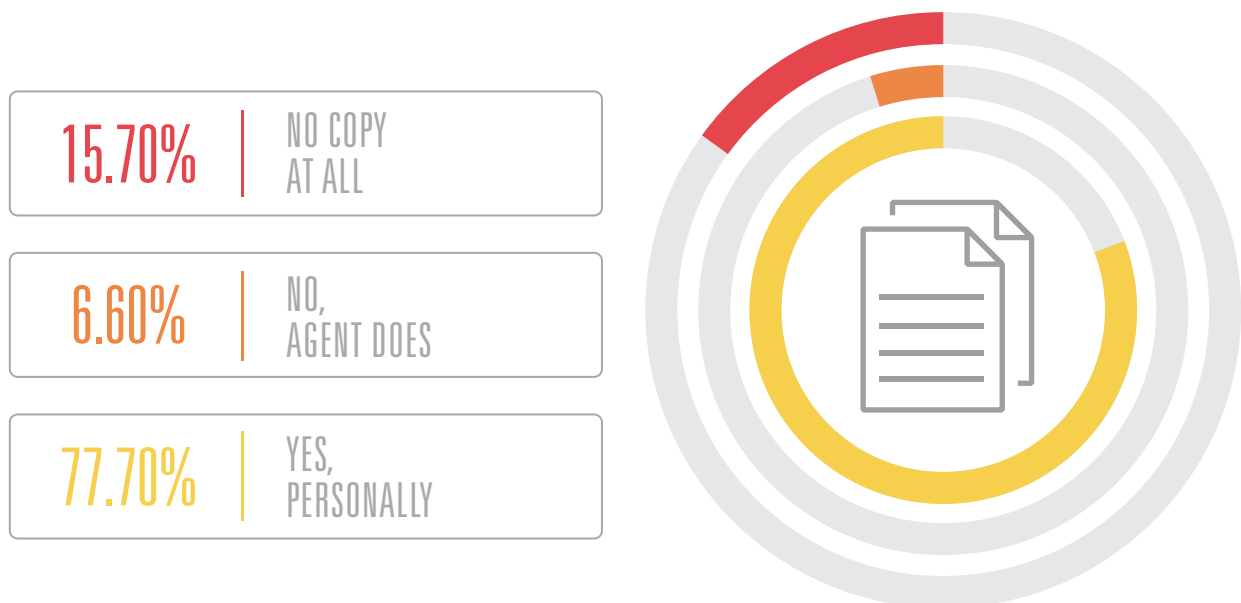 15.70%
NO COPY
AT ALL
6.60%
NO,
AGENT DOES
77.70%
YES,
PERSONALLY